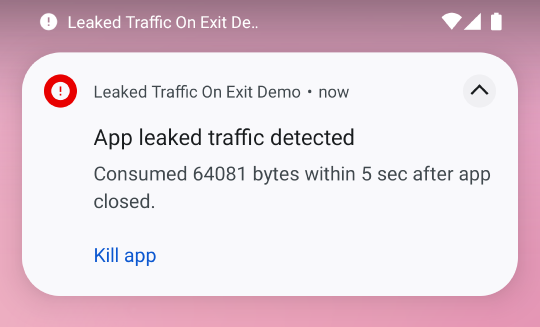 Leaked Traffic On Exit De..
Leaked Traffic On Exit Demo • now
App leaked traffic detected
Consumed 64081 bytes within 5 sec after app
closed.
Kill app